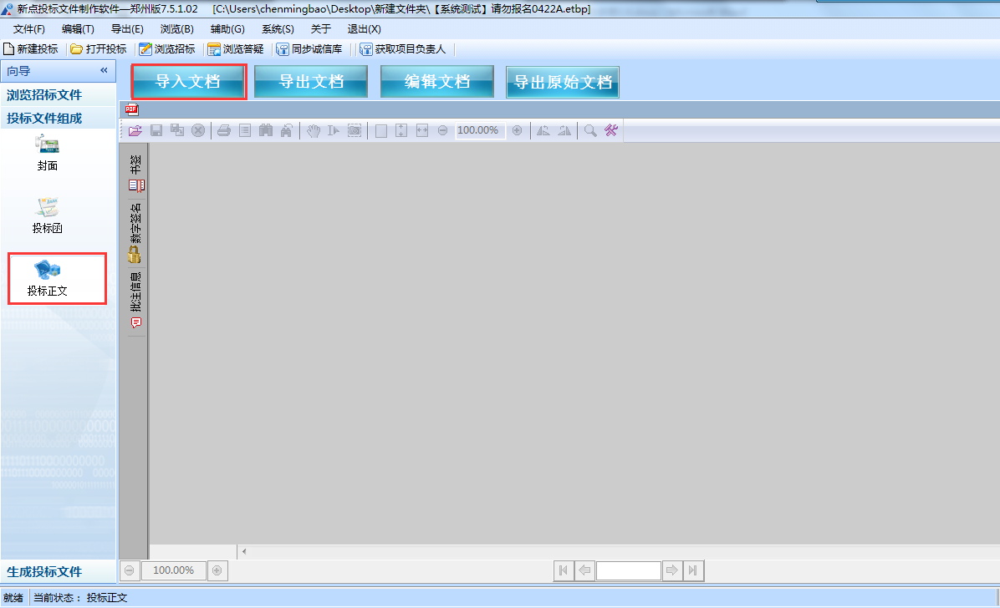 新点投标文件制作软件—郑州版7.5.1.02 [C:\Users\chenmingbao\Desktop\新建文件夹\【系统测试】请勿报名0422A.etbp]
文件(F) 编辑(T) 导出(E) 浏览(B) 辅助(G) 系统(S) 关于 退出(X)
新建投标 打开投标 浏览招标 浏览答疑 同步诚信库 获取项目负责人
向导 «
导入文档 导出文档 编辑文档 导出原始文档
浏览招标文件
投标文件组成
PDF
100.00%
封面
书签
投标函
数字签名
投标正文
批注信息
生成投标文件
100.00%
就绪 当前状态： 投标正文